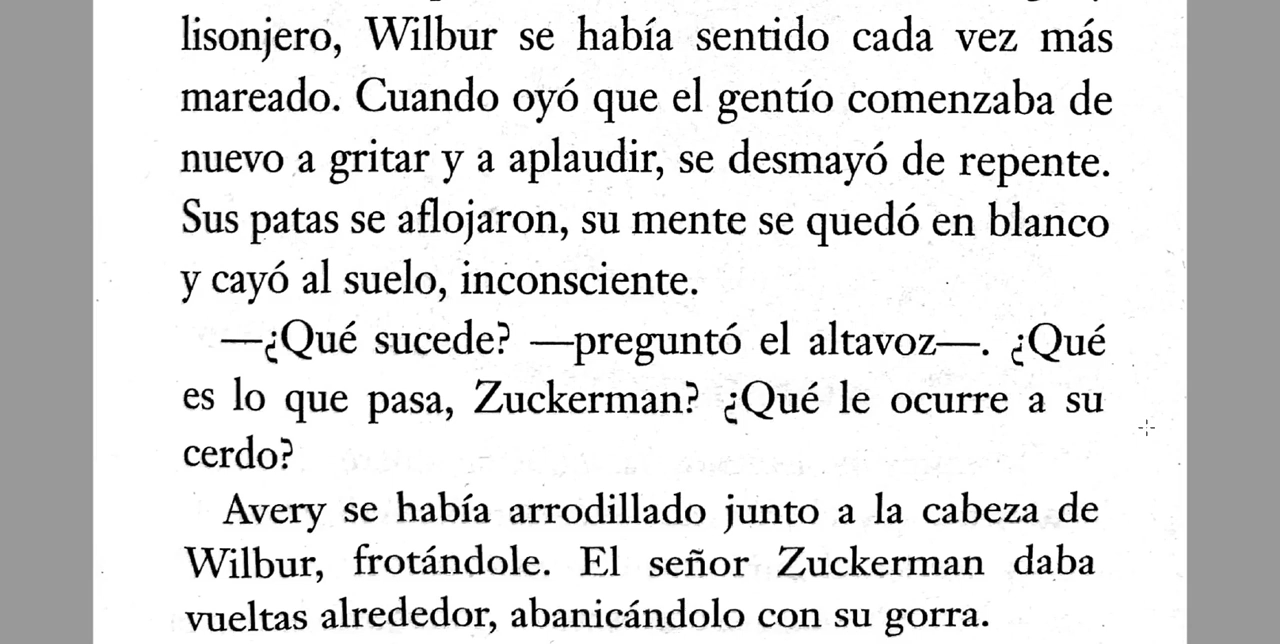 lisonjero, Wilbur se había sentido cada vez más
mareado. Cuando oyó que el gentío comenzaba de
nuevo a gritar y a aplaudir, se desmayó de repente.
Sus patas se aflojaron, su mente se quedó en blanco
y cayó al suelo, inconsciente.
—¿Qué sucede? —preguntó el altavoz—. ¿Qué
es lo que pasa, Zuckerman? ¿Qué le ocurre a su
cerdo?
Avery se había arrodillado junto a la cabeza de
Wilbur, frotándole. El señor Zuckerman daba
vueltas alrededor, abanicándolo con su gorra.